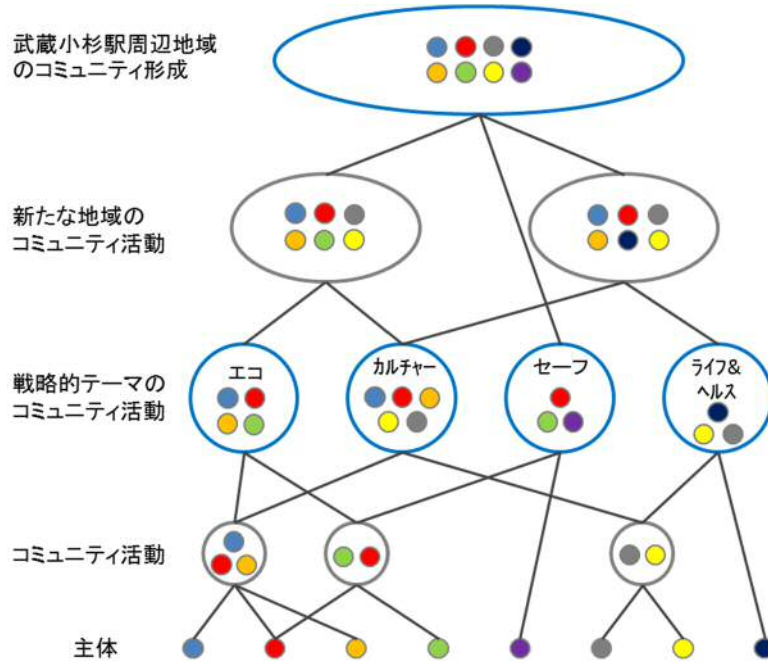 武蔵小杉駅周辺地域
のコミュニティ形成
新たな地域の
コミュニティ活動
戦略的テーマの
コミュニティ活動
エコ
カルチャー
セーフ
ライフ&
ヘルス
コミュニティ活動
主体